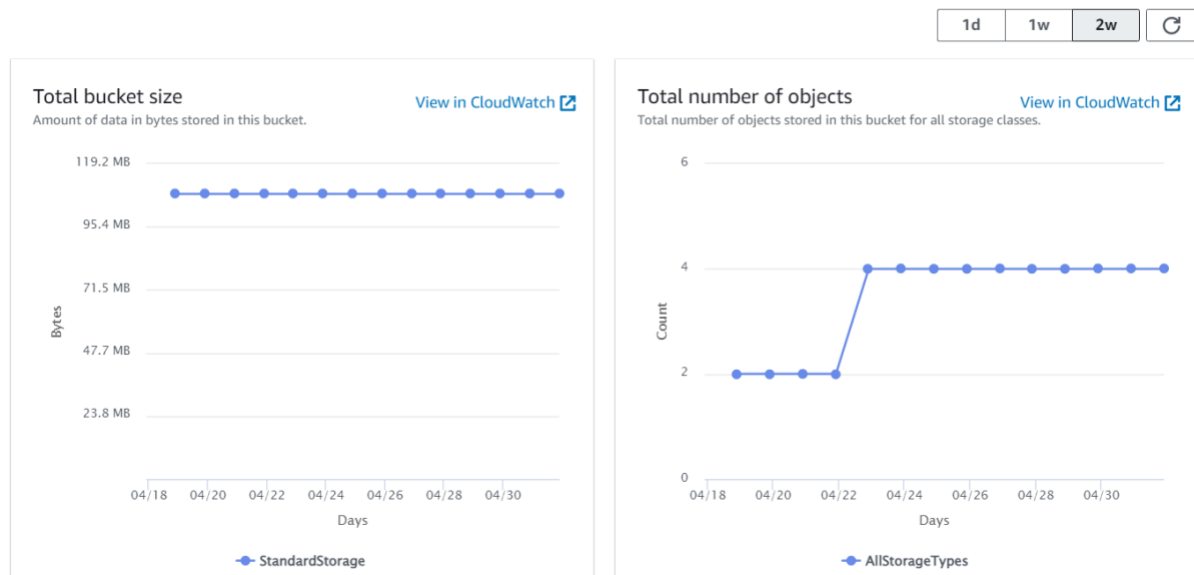 1d 1w 2w
Total bucket size
View in CloudWatch
Amount of data in bytes stored in this bucket.
119.2 MB
95.4 MB
71.5 MB
47.7 MB
23.8 MB
Bytes
04/18 04/20 04/22 04/24 04/26 04/28 04/30
Days
StandardStorage
Total number of objects
View in CloudWatch
Total number of objects stored in this bucket for all storage classes.
6
4
2
0
Count
04/18 04/20 04/22 04/24 04/26 04/28 04/30
Days
AllStorageTypes